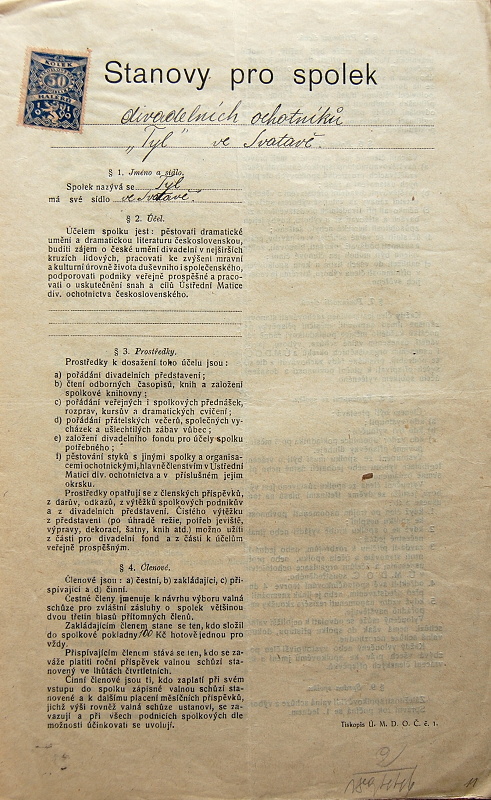 KOLEK
50
HALÉŘŮ
Stanovy pro spolek
divadelních ochotníků
„Tyl" ve Svatavě.
§ 1. Jméno a sídlo.
Spolek nazývá se Tyl
má své sídlo ve Svatavě.
§ 2. Účel.
Účelem spolku jest: pěstovati dramatické
umění a dramatickou literaturu československou,
buditi zájem o české umění divadelní v nejširších
kruzích lidových, pracovati ke zvýšení mravní
a kulturní úrovně života duševního i společenského,
podporovati podniky veřejně prospěšné a praco-
vati o uskutečnění snah a cílů Ústřední Matice
div. ochotnictva československého.
§ 3. Prostředky.
Prostředky k dosažení toho účelu jsou:
a) pořádání divadelních představení;
b) čtení odborných časopisů, knih a založení
spolkové knihovny;
c) pořádání veřejných i spolkových přednášek,
rozprav, kursův a dramatických cvičení;
d) pořádání přátelských večerů, společných vy-
cházek a ušlechtilých zábav vůbec;
e) založení divadelního fondu pro účely spolku
potřebného;
f) pěstování styků s jinými spolky a organisa-
cemi ochotnickými, hlavně členstvím v Ústřední
Matici div. ochotnictva a v příslušném jejím
okrsku.
Prostředky opatřují se z členských příspěvků,
z darův, odkazů, z výtěžků spolkových podnikův
a z divadelních představení. Čistého výtěžku
z představení (po úhradě režie, potřeb jeviště,
výpravy, dekorací, šatny, knih atd.) možno užíti
z části pro divadelní fond a z části k účelům
veřejně prospěšným.
§ 4. Členové.
Členové jsou: a) čestní, b) zakládající, c) při-
spívající a d) činní.
Čestné členy jmenuje k návrhu výboru valná
schůze pro zvláštní zásluhy o spolek většinou
dvou třetin hlasů přítomných členů.
Zakládajícím členem stane se ten, kdo složil
do spolkové pokladny 100 Kč hotově jednou pro
vždy.
Přispívajícím členem stává se ten, kdo se za-
váže platiti roční příspěvek valnou schůzí stano-
vený ve lhůtách čtvrtletních.
Činní členové jsou ti, kdo zaplatí při svém
vstupu do spolku zápisné valnou schůzí sta-
novené a k dalšímu placení měsíčních příspěvků,
jichž výši rovněž valná schůze ustanoví, se za-
vazují a při všech podnicích spolkových dle
možnosti účinkovati se uvolují.
Tiskopis Ú. M. D. O. Č. č. 1.